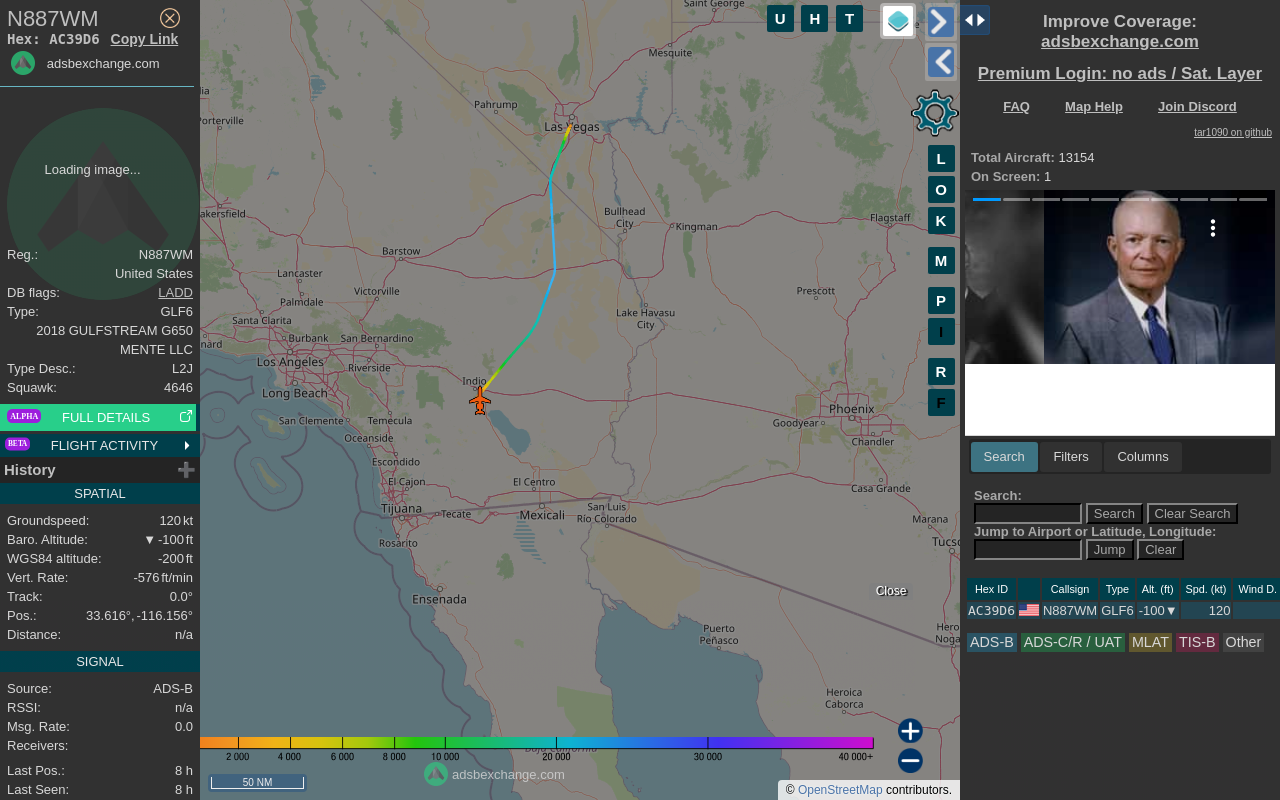 N887WM
Hex: AC39D6 Copy Link
adsbexchange.com
Loading image...
Reg.: N887WM
United States
DB flags: LADD
Type: GLF6
2018 GULFSTREAM G650
MENTE LLC
Type Desc.: L2J
Squawk: 4646
ALPHA FULL DETAILS
BETA FLIGHT ACTIVITY
History
SPATIAL
Groundspeed: 120 kt
Baro. Altitude: ▼ -100 ft
WGS84 altitude: -200 ft
Vert. Rate: -576 ft/min
Track: 0.0°
Pos.: 33.616°, -116.156°
Distance: n/a
SIGNAL
Source: ADS-B
RSSI: n/a
Msg. Rate: 0.0
Receivers:
Last Pos.: 8 h
Last Seen: 8 h
Saint George
U H T
Mesquite
Pahrump
Las Vegas
Porterville
Bullhead
City
Kingman
Flagstaff
akersfield
Barstow
Lancaster
Victorville
Palmdale
Prescott
Lake Havasu
City
Santa Clarita
nard
Burbank San Bernardino
Los Angeles
Riverside
Indio
Long Beach
San Clemente
Temecula
Oceanside
Phoenix
Goodyear
Chandler
Escondido
El Cajon
El Centro
Casa Grande
Tijuana
Tecate
Mexicali
San Luis
Río Colorado
Marana
Rosarito
Tucso
Ensenada
Close
Puerto
Peñasco
Hero
Noga
Heroica
Caborca
Baja California
L
O
K
M
P
I
R
F
2 000 4 000 6 000 8 000 10 000 20 000 30 000 40 000+
adsbexchange.com
50 NM
© OpenStreetMap contributors.
Improve Coverage:
adsbexchange.com
Premium Login: no ads / Sat. Layer
FAQ Map Help Join Discord
tar1090 on github
Total Aircraft: 13154
On Screen: 1
Search Filters Columns
Search:
Search Clear Search
Jump to Airport or Latitude, Longitude:
Jump Clear
Hex ID Callsign Type Alt. (ft) Spd. (kt) Wind D.
AC39D6 N887WM GLF6 -100▼ 120
ADS-B ADS-C/R / UAT MLAT TIS-B Other